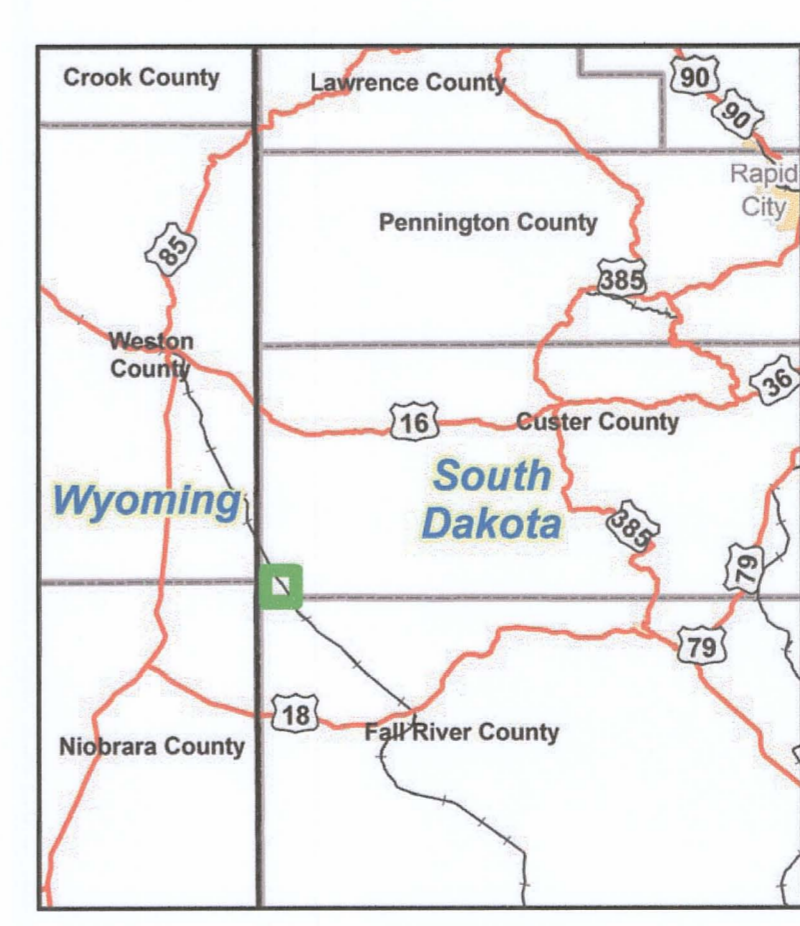 Crook County
Lawrence County
90
90
Rapid
City
Pennington County
85
385
Weston
County
36
16
Custer County
South
Dakota
Wyoming
385
79
79
18
Fall River County
Niobrara County